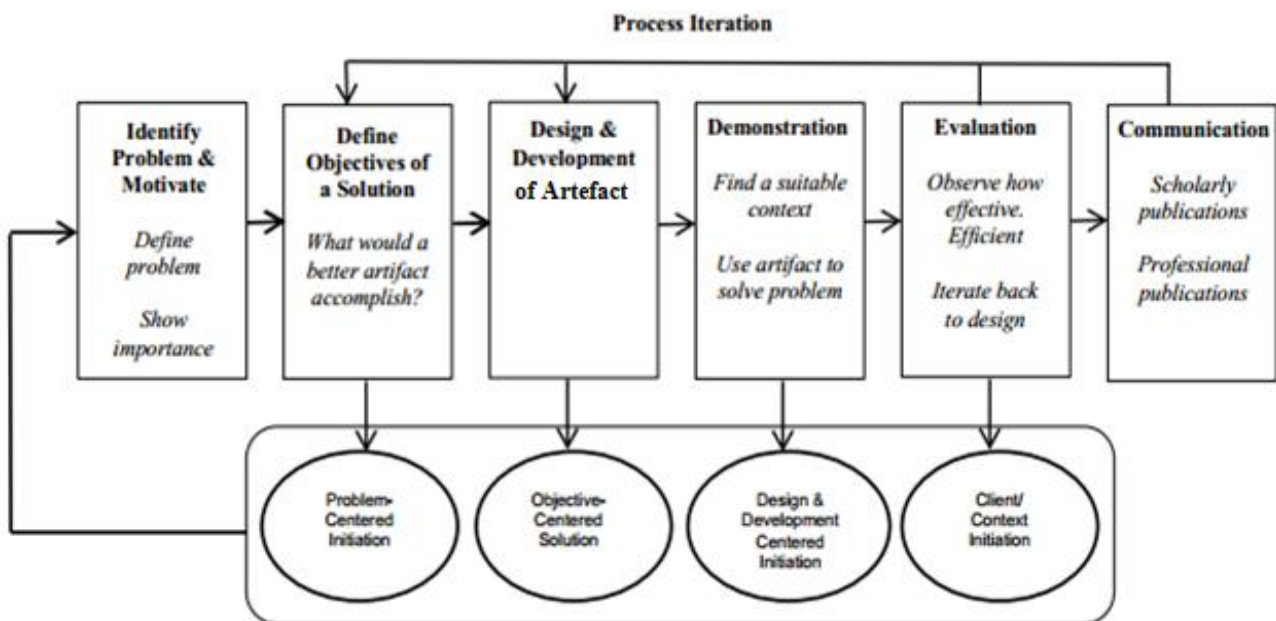 Process Iteration
Identify
Problem &
Motivate
Define
problem
Show
importance
Define
Objectives of
a Solution
What would a
better artifact
accomplish?
Design &
Development
of Artefact
Demonstration
Find a suitable
context
Use artifact to
solve problem
Evaluation
Observe how
effective.
Efficient
Iterate back
to design
Communication
Scholarly
publications
Professional
publications
Problem-
Centered
Initiation
Objective-
Centered
Solution
Design &
Development
Centered
Initiation
Client/
Context
Initiation